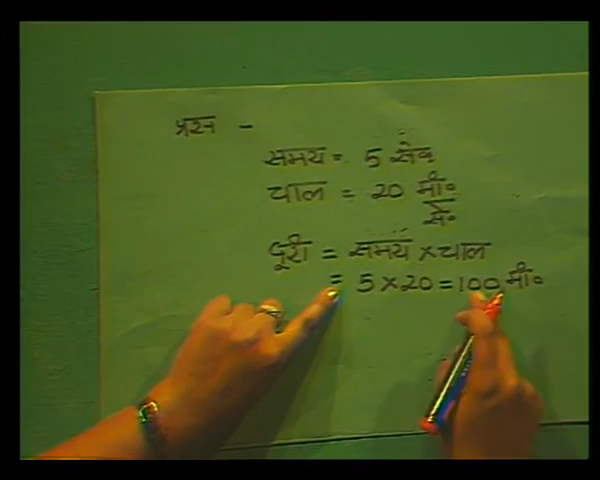 प्रश्न -
समय = 5 सेक
चाल = 20 मी०
से०
दूरी = समय × चाल
= 5 × 20 = 100 मी०